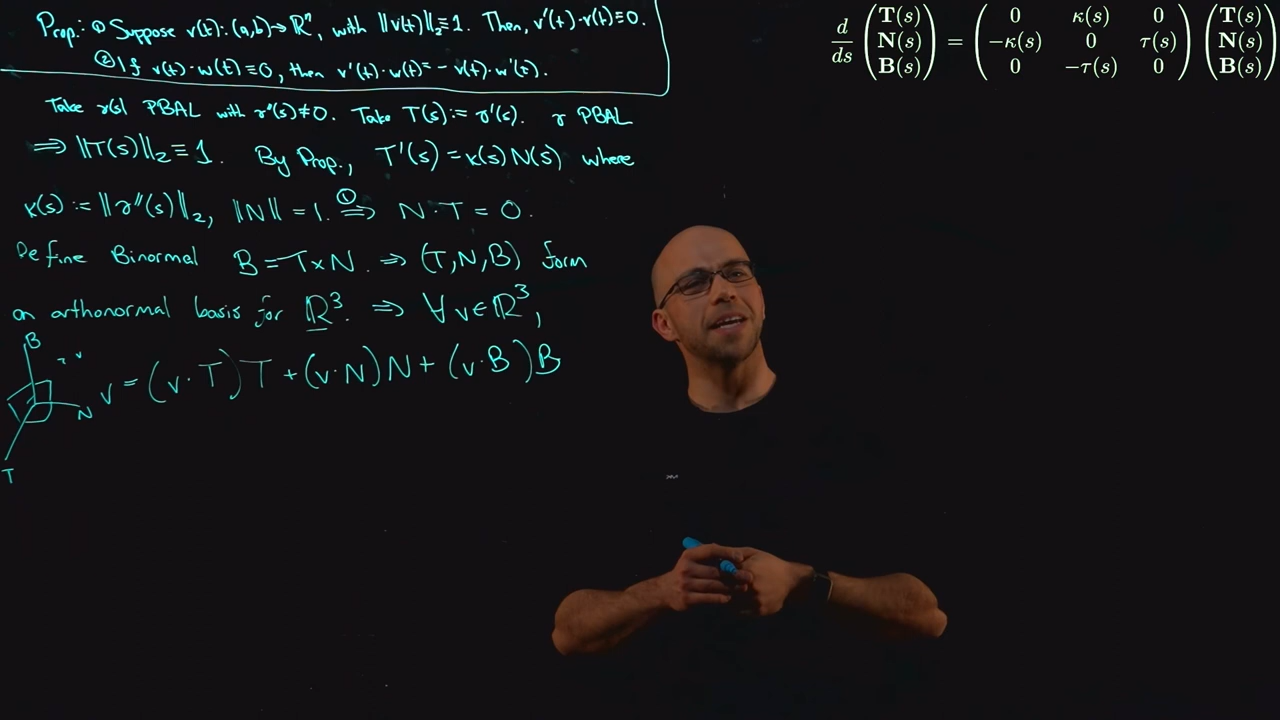 Prop.: ① Suppose v(t): (a,b) → ℝⁿ, with ‖v(t)‖₂ ≡ 1. Then, v'(t)·v(t) ≡ 0.
② If v(t)·w(t) ≡ 0, then v'(t)·w(t) = - v(t)·w'(t).
Take γ(s) PBAL with γ''(s) ≠ 0. Take T(s) := γ'(s). γ PBAL
⟹ ‖T(s)‖₂ ≡ 1. By Prop., T'(s) = κ(s) N(s) where
κ(s) := ‖γ''(s)‖₂, ‖N‖ = 1. ①⟹ N·T = 0.
Define Binormal B = T×N. ⟹ (T,N,B) form
an orthonormal basis for ℝ³. ⟹ ∀ v∈ℝ³,
v = (v·T)T + (v·N)N + (v·B)B
B
N
T
d/ds (T(s) N(s) B(s)) = (0 κ(s) 0 −κ(s) 0 τ(s) 0 −τ(s) 0) (T(s) N(s) B(s))